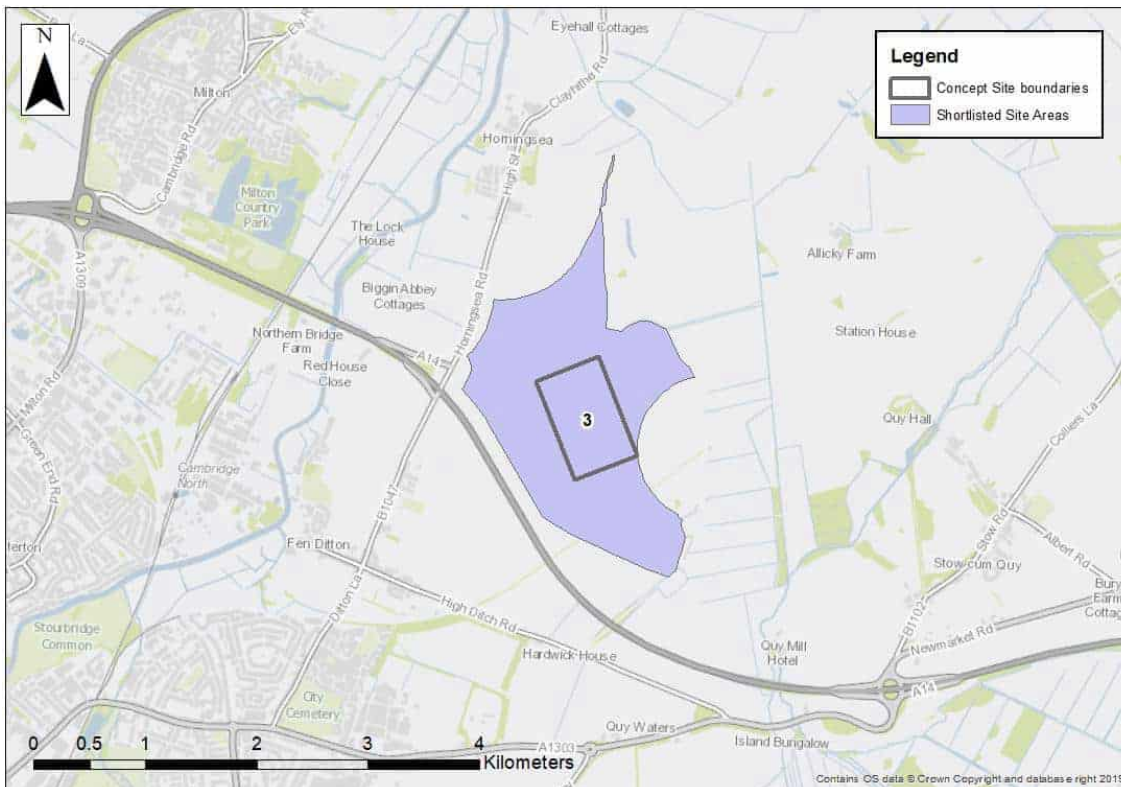 N
Legend
Concept Site boundaries
Shortlisted Site Areas
Ely R
Milton
Cambridge Rd
Milton
Country
Park
A1309
Eyehall Cottages
Clayhithe Rd
Horningsea
High St
The Lock
House
Biggin Abbey
Cottages
Horningsea Rd
Allicky Farm
Station House
Northern Bridge
Farm
Red House
Close
A14
Milton Rd
Green End Rd
Cambridge
North
3
Quy Hall
Colliers La
B1047
Fen Ditton
Ditton La
High Ditch Rd
Stow Rd
Albert Rd
Stow cum Quy
B1102
Newmarket Rd
Bury
Farm
Cottag
terton
Stourbridge
Common
Hardwick House
Quy Mill
Hotel
A14
City
Cemetery
Quy Waters
Island Bungalow
A1303
0 0.5 1 2 3 4
Kilometers
Contains OS data © Crown Copyright and database right 2019